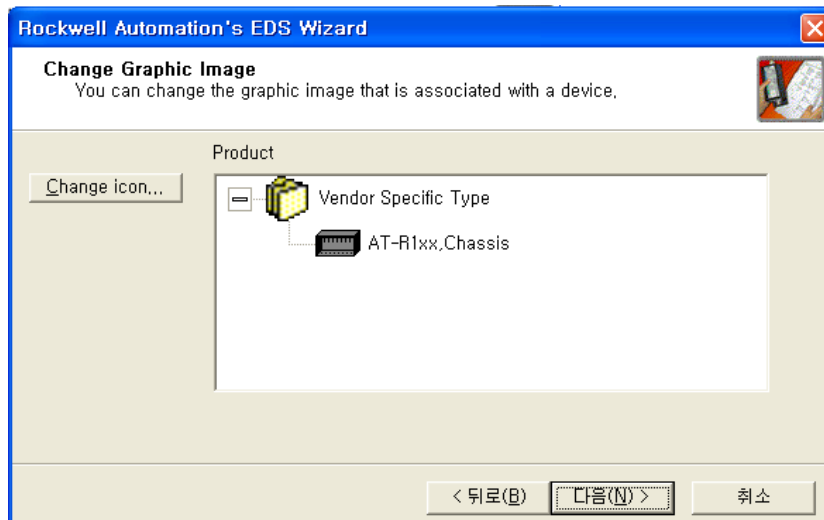 Rockwell Automation's EDS Wizard
Change Graphic Image
You can change the graphic image that is associated with a device,
Product
Change icon,,,
Vendor Specific Type
AT-R1xx,Chassis
< 뒤로(B)
다음(N) >
취소